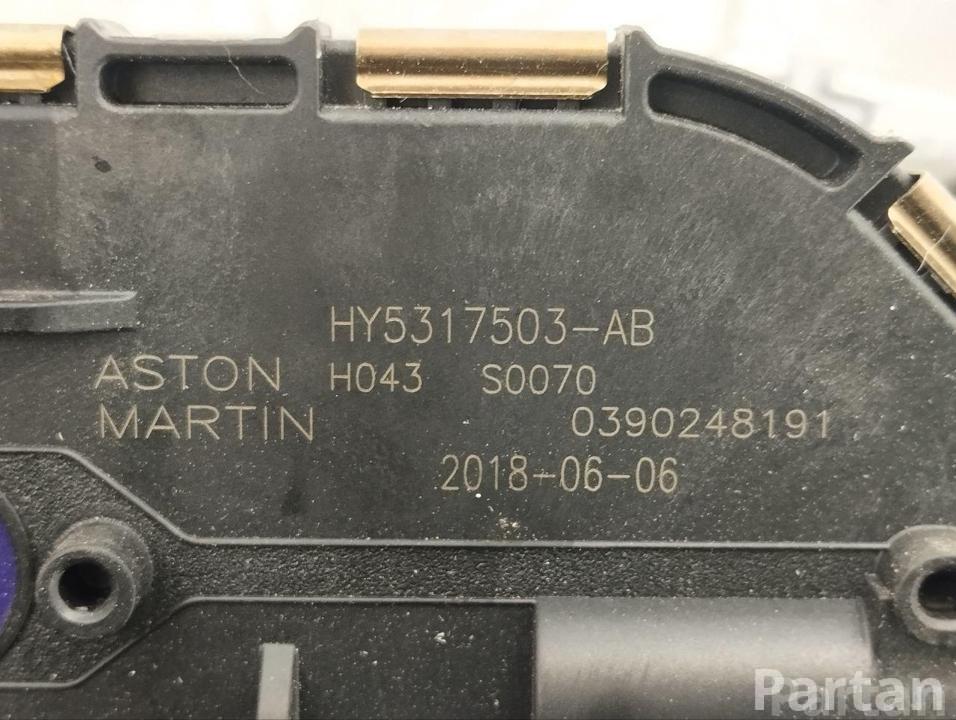 HY5317503-AB
ASTON H043 S0070
MARTIN 0390248191
2018-06-06
Partan